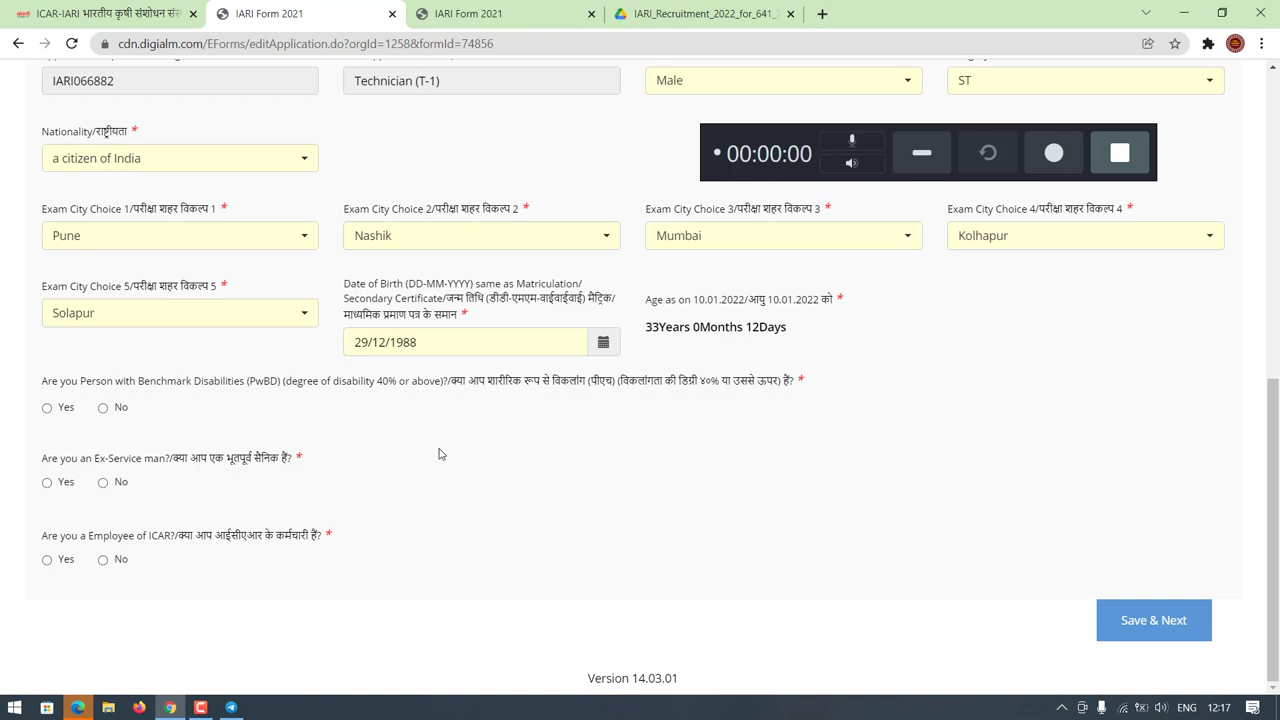 ICAR-IARI भारतीय कृषी संशोधन संस
IARI Form 2021
IARI Form 2021
IARI_Recruitment_2022_for_641_
cdn.digialm.com/EForms/editApplication.do?orgId=1258&formId=74856
IARI066882
Technician (T-1)
Male
ST
Nationality/राष्ट्रीयता *
a citizen of India
00:00:00
Exam City Choice 1/परीक्षा शहर विकल्प 1 *
Exam City Choice 2/परीक्षा शहर विकल्प 2 *
Exam City Choice 3/परीक्षा शहर विकल्प 3 *
Exam City Choice 4/परीक्षा शहर विकल्प 4 *
Pune
Nashik
Mumbai
Kolhapur
Exam City Choice 5/परीक्षा शहर विकल्प 5 *
Solapur
Date of Birth (DD-MM-YYYY) same as Matriculation/
Secondary Certificate/जन्म तिथि (डीडी-एमएम-वाईवाईवाई) मैट्रिक/
माध्यमिक प्रमाण पत्र के समान *
29/12/1988
Age as on 10.01.2022/आयु 10.01.2022 को *
33Years 0Months 12Days
Are you Person with Benchmark Disabilities (PwBD) (degree of disability 40% or above)?/क्या आप शारीरिक रूप से विकलांग (पीएच) (विकलांगता की डिग्री ४०% या उससे ऊपर) हैं? *
Yes No
Are you an Ex-Service man?/क्या आप एक भूतपूर्व सैनिक हैं? *
Yes No
Are you a Employee of ICAR?/क्या आप आईसीएआर के कर्मचारी हैं? *
Yes No
Save & Next
Version 14.03.01
ENG
12:17